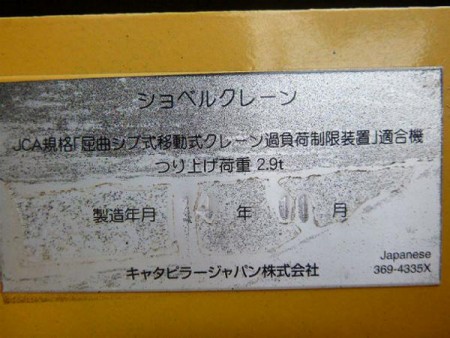 ショベルクレーン
JCA規格「屈曲ジブ式移動式クレーン過負荷制限装置」適合機
つり上げ荷重 2.9t
製造年月 年 月
キャタピラージャパン株式会社
Japanese
369-4335X